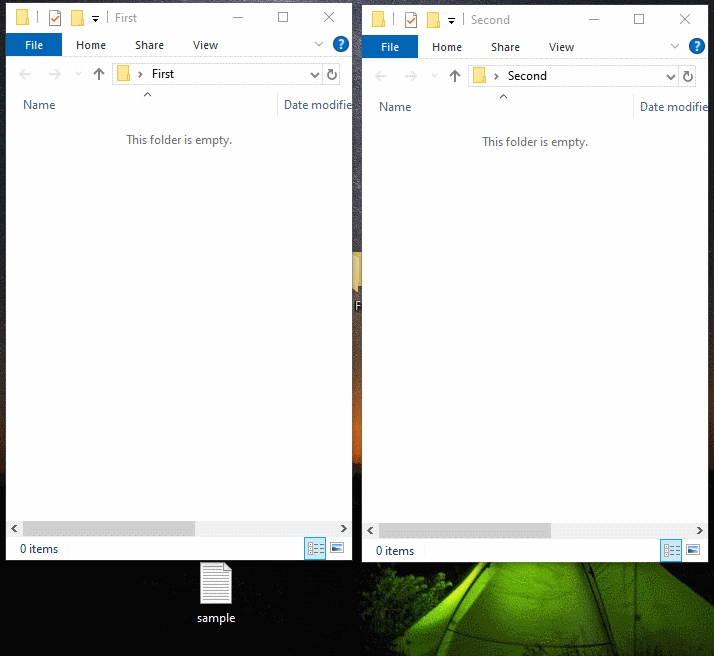 First
File Home Share View
First
Name Date modifie
This folder is empty.
0 items
Second
File Home Share View
Second
Name Date modifie
This folder is empty.
0 items
F
sample